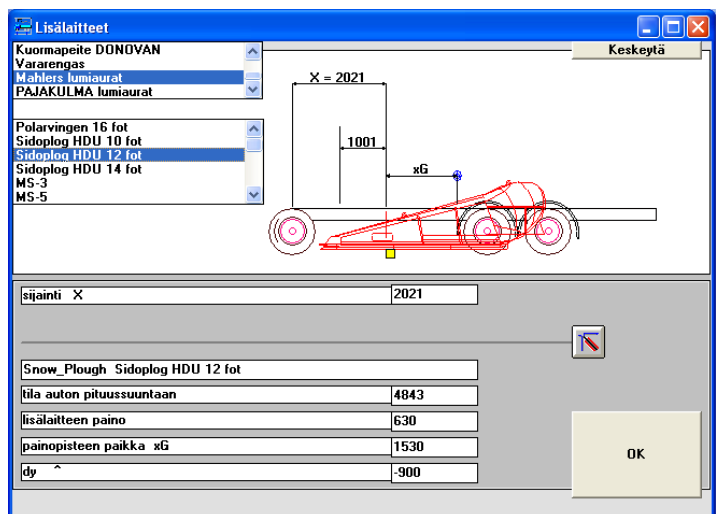 Lisälaitteet
Kuormapeite DONOVAN
Vararengas
Mahlers lumiaurat
PAJAKULMA lumiaurat
Keskeytä
Polarvingen 16 fot
Sidoplog HDU 10 fot
Sidoplog HDU 12 fot
Sidoplog HDU 14 fot
MS-3
MS-5
X = 2021
1001
xG
sijainti X 2021
Snow_Plough Sidoplog HDU 12 fot
tila auton pituussuuntaan 4843
lisälaitteen paino 630
painopisteen paikka xG 1530
dy ^ -900
OK